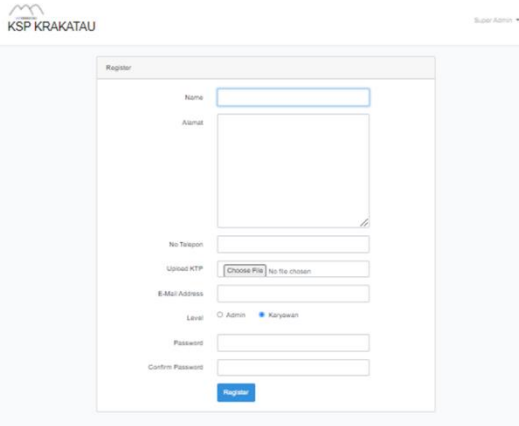 KSP KRAKATAU
Super Admin
Register
Name
Alamat
No Telepon
Upload KTP
Choose File No file chosen
E-Mail Address
Level
Admin Karyawan
Password
Confirm Password
Register